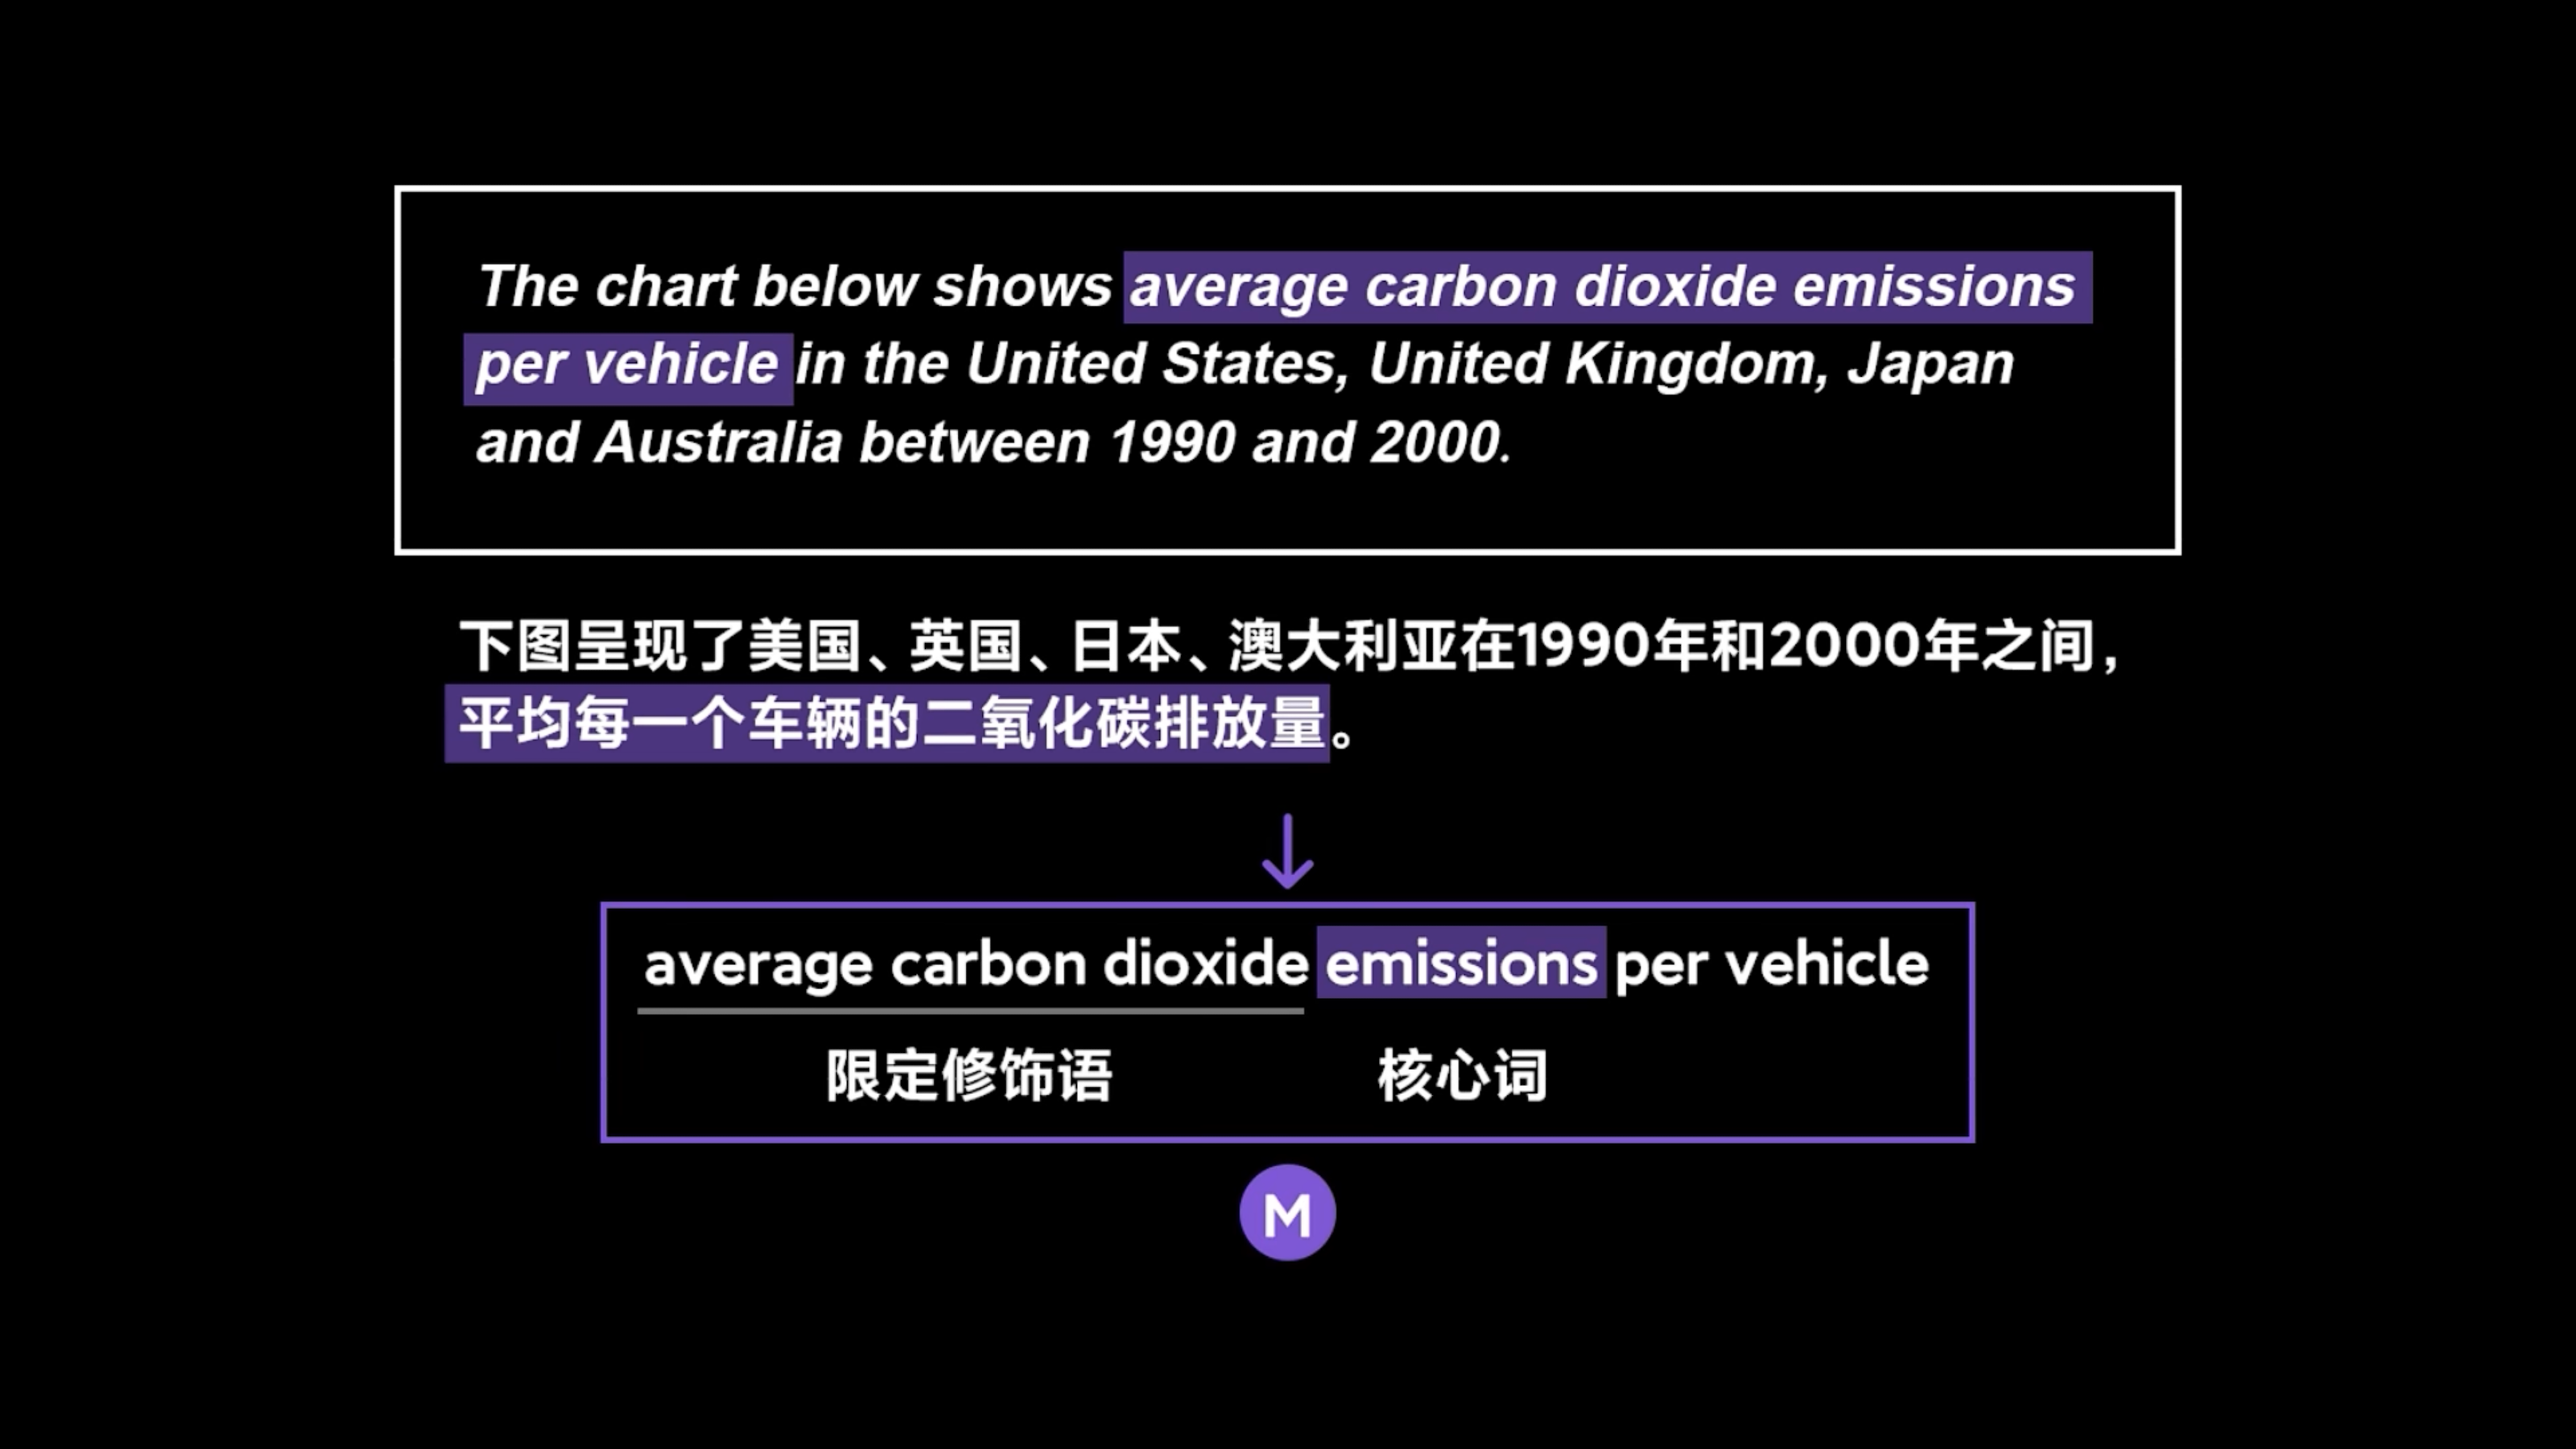 The chart below shows average carbon dioxide emissions
per vehicle in the United States, United Kingdom, Japan
and Australia between 1990 and 2000.
下图呈现了美国、英国、日本、澳大利亚在1990年和2000年之间，
平均每一个车辆的二氧化碳排放量。
average carbon dioxide emissions per vehicle
限定修饰语 核心词
M